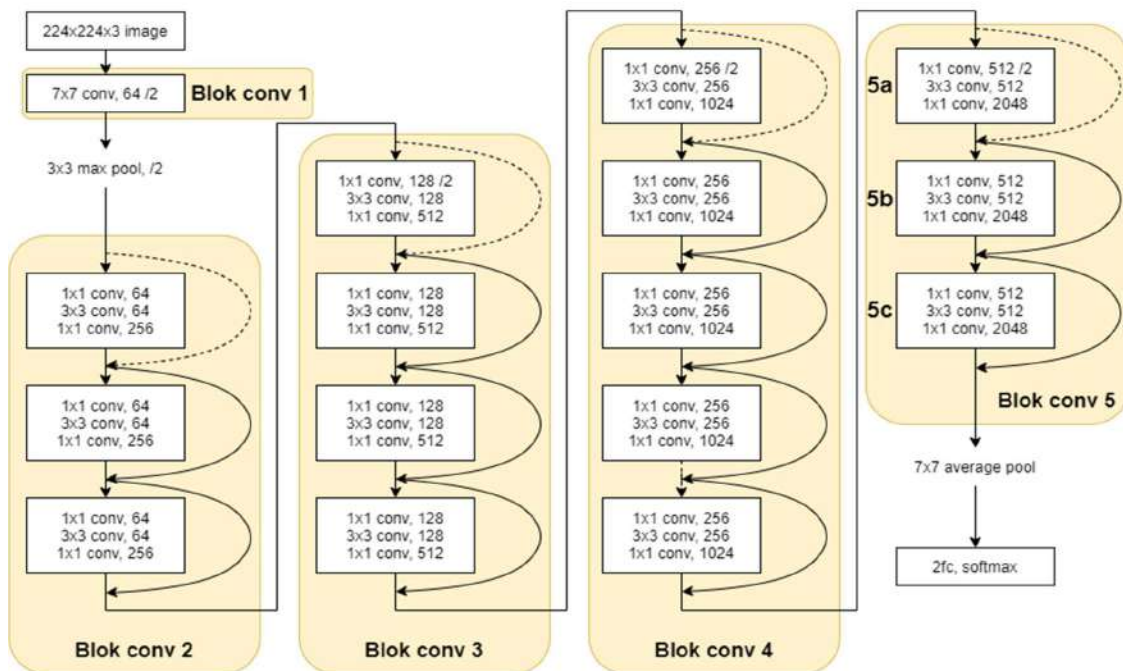 224x224x3 image
7x7 conv, 64 /2
Blok conv 1
3x3 max pool, /2
1x1 conv, 64
3x3 conv, 64
1x1 conv, 256
1x1 conv, 64
3x3 conv, 64
1x1 conv, 256
1x1 conv, 64
3x3 conv, 64
1x1 conv, 256
Blok conv 2
1x1 conv, 128 /2
3x3 conv, 128
1x1 conv, 512
1x1 conv, 128
3x3 conv, 128
1x1 conv, 512
1x1 conv, 128
3x3 conv, 128
1x1 conv, 512
1x1 conv, 128
3x3 conv, 128
1x1 conv, 512
Blok conv 3
1x1 conv, 256 /2
3x3 conv, 256
1x1 conv, 1024
1x1 conv, 256
3x3 conv, 256
1x1 conv, 1024
1x1 conv, 256
3x3 conv, 256
1x1 conv, 1024
1x1 conv, 256
3x3 conv, 256
1x1 conv, 1024
1x1 conv, 256
3x3 conv, 256
1x1 conv, 1024
Blok conv 4
5a
1x1 conv, 512 /2
3x3 conv, 512
1x1 conv, 2048
5b
1x1 conv, 512
3x3 conv, 512
1x1 conv, 2048
5c
1x1 conv, 512
3x3 conv, 512
1x1 conv, 2048
Blok conv 5
7x7 average pool
2fc, softmax